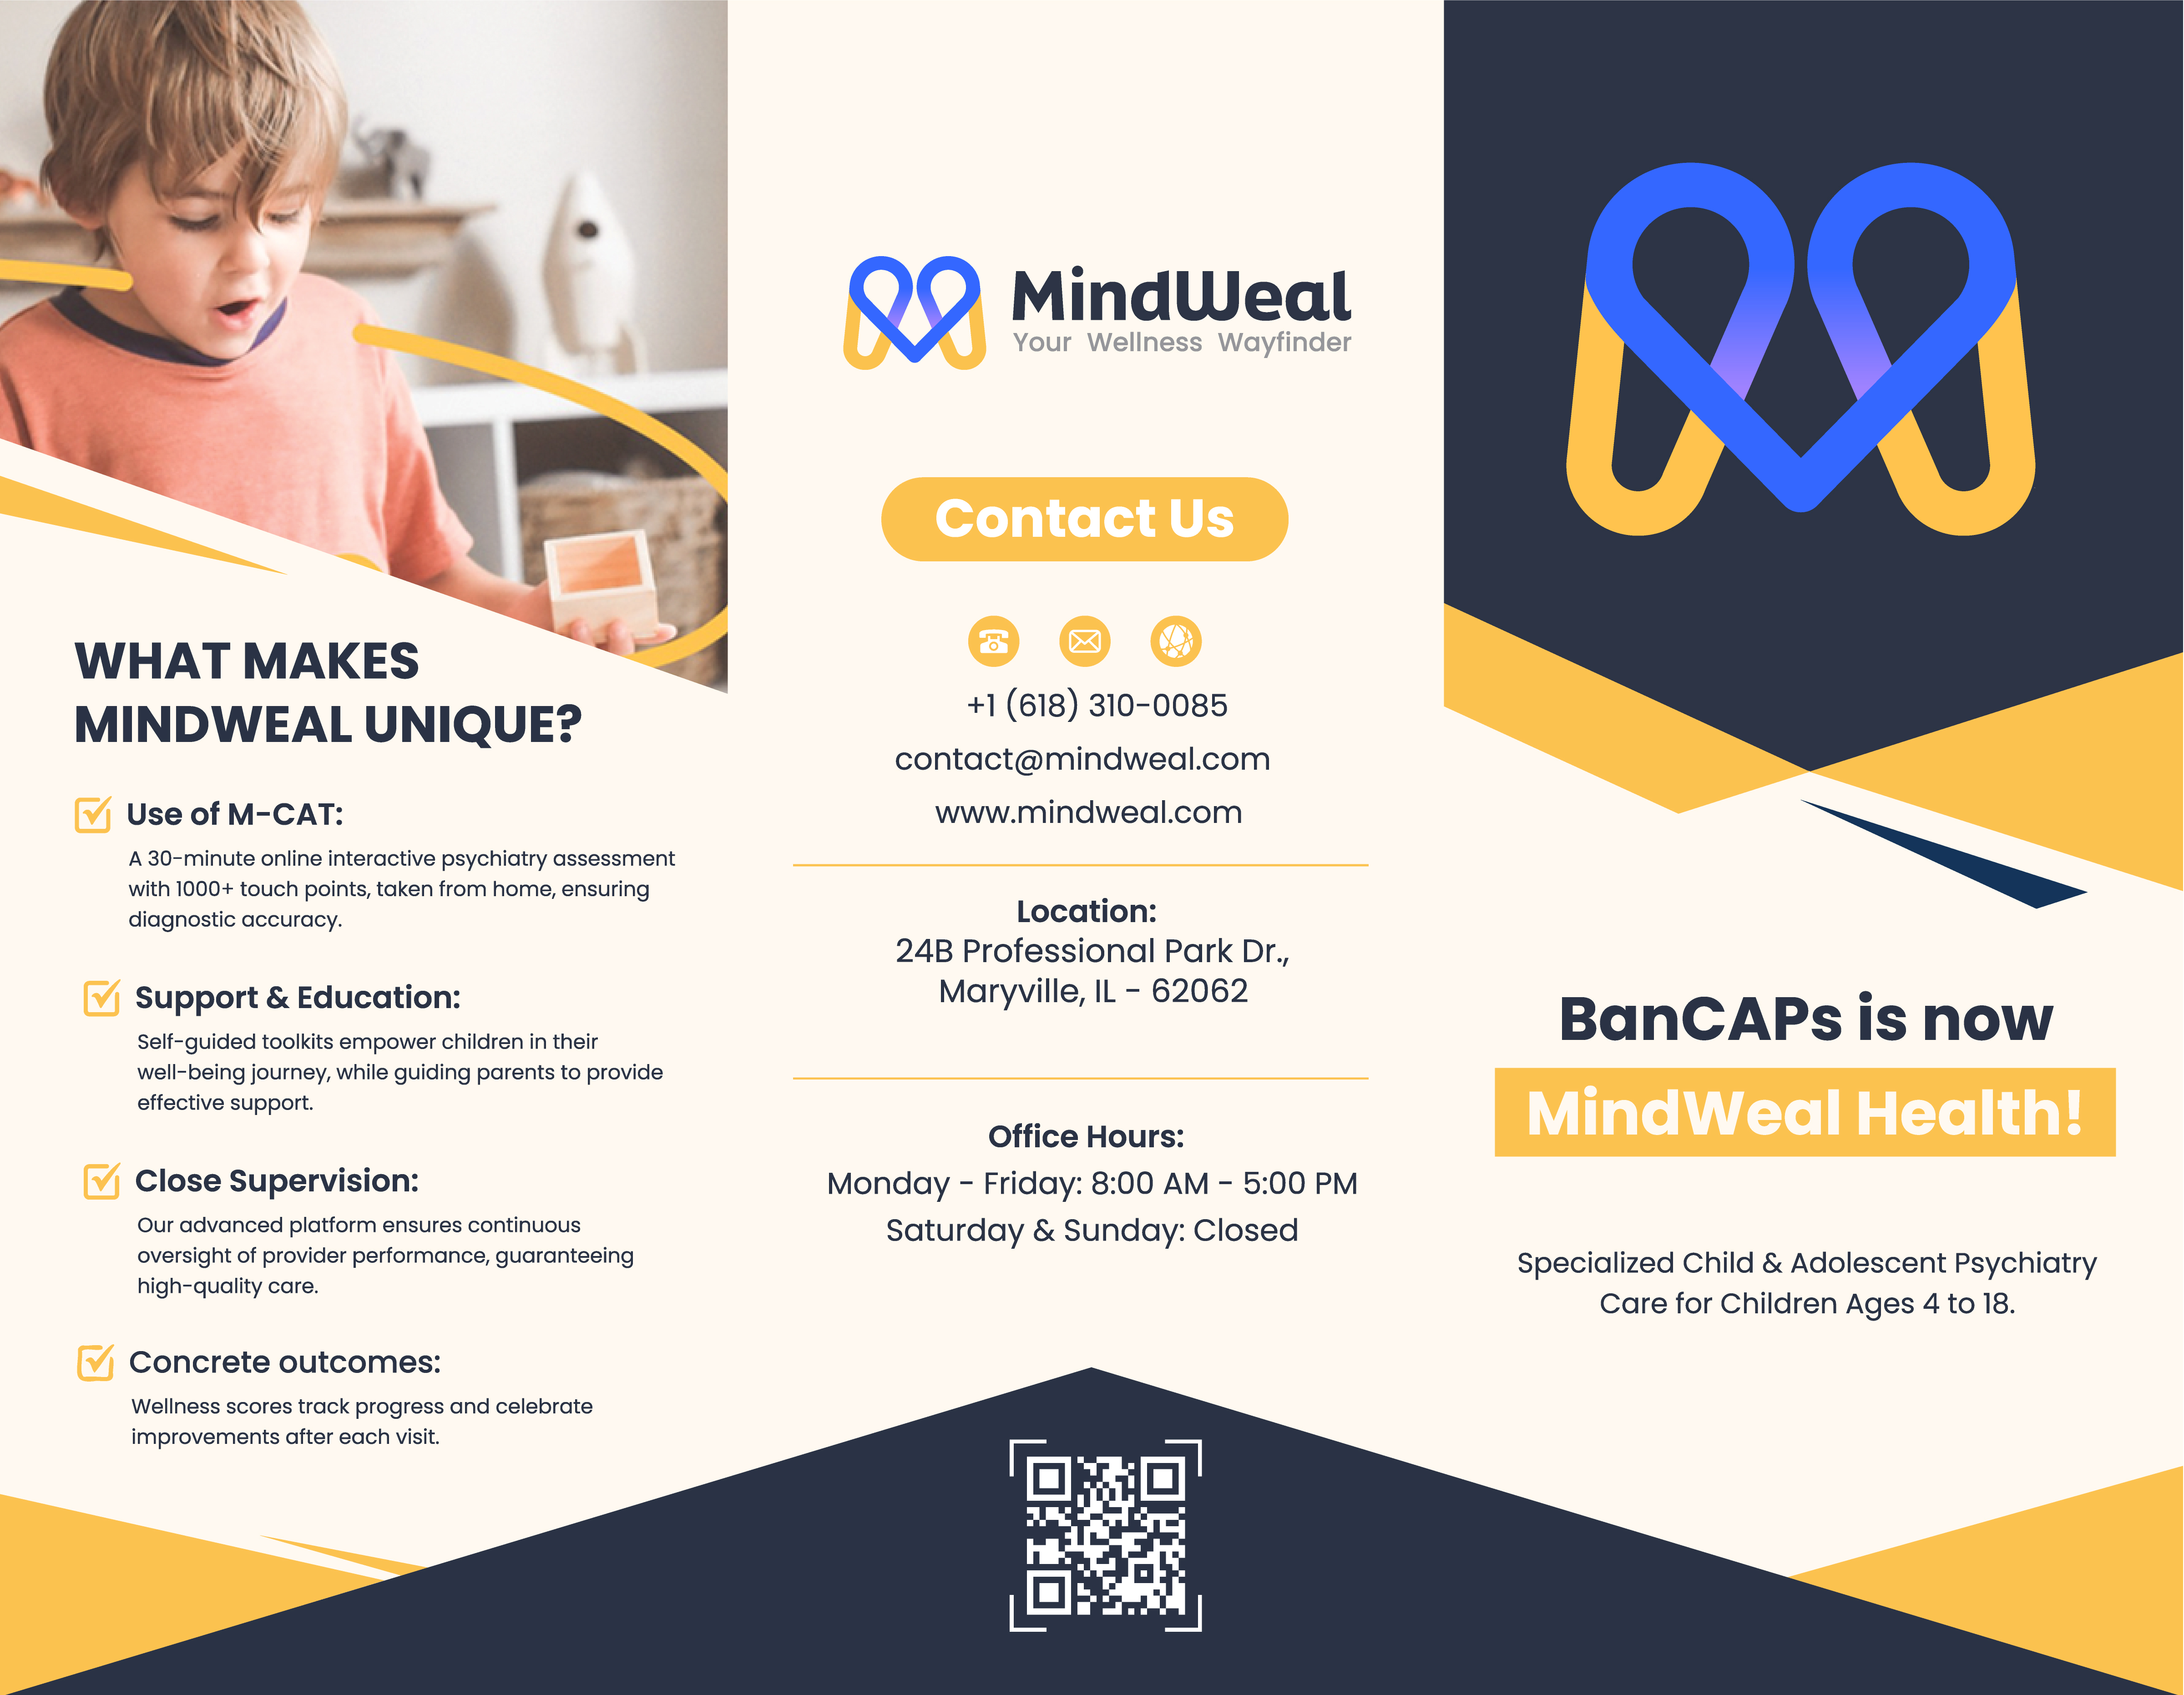 WHAT MAKES
MINDWEAL UNIQUE?
Use of M-CAT:
A 30-minute online interactive psychiatry assessment
with 1000+ touch points, taken from home, ensuring
diagnostic accuracy.
Support & Education:
Self-guided toolkits empower children in their
well-being journey, while guiding parents to provide
effective support.
Close Supervision:
Our advanced platform ensures continuous
oversight of provider performance, guaranteeing
high-quality care.
Concrete outcomes:
Wellness scores track progress and celebrate
improvements after each visit.
MindWeal
Your Wellness Wayfinder
Contact Us
+1 (618) 310-0085
contact@mindweal.com
www.mindweal.com
Location:
24B Professional Park Dr.,
Maryville, IL - 62062
Office Hours:
Monday - Friday: 8:00 AM - 5:00 PM
Saturday & Sunday: Closed
BanCAPs is now
MindWeal Health!
Specialized Child & Adolescent Psychiatry
Care for Children Ages 4 to 18.